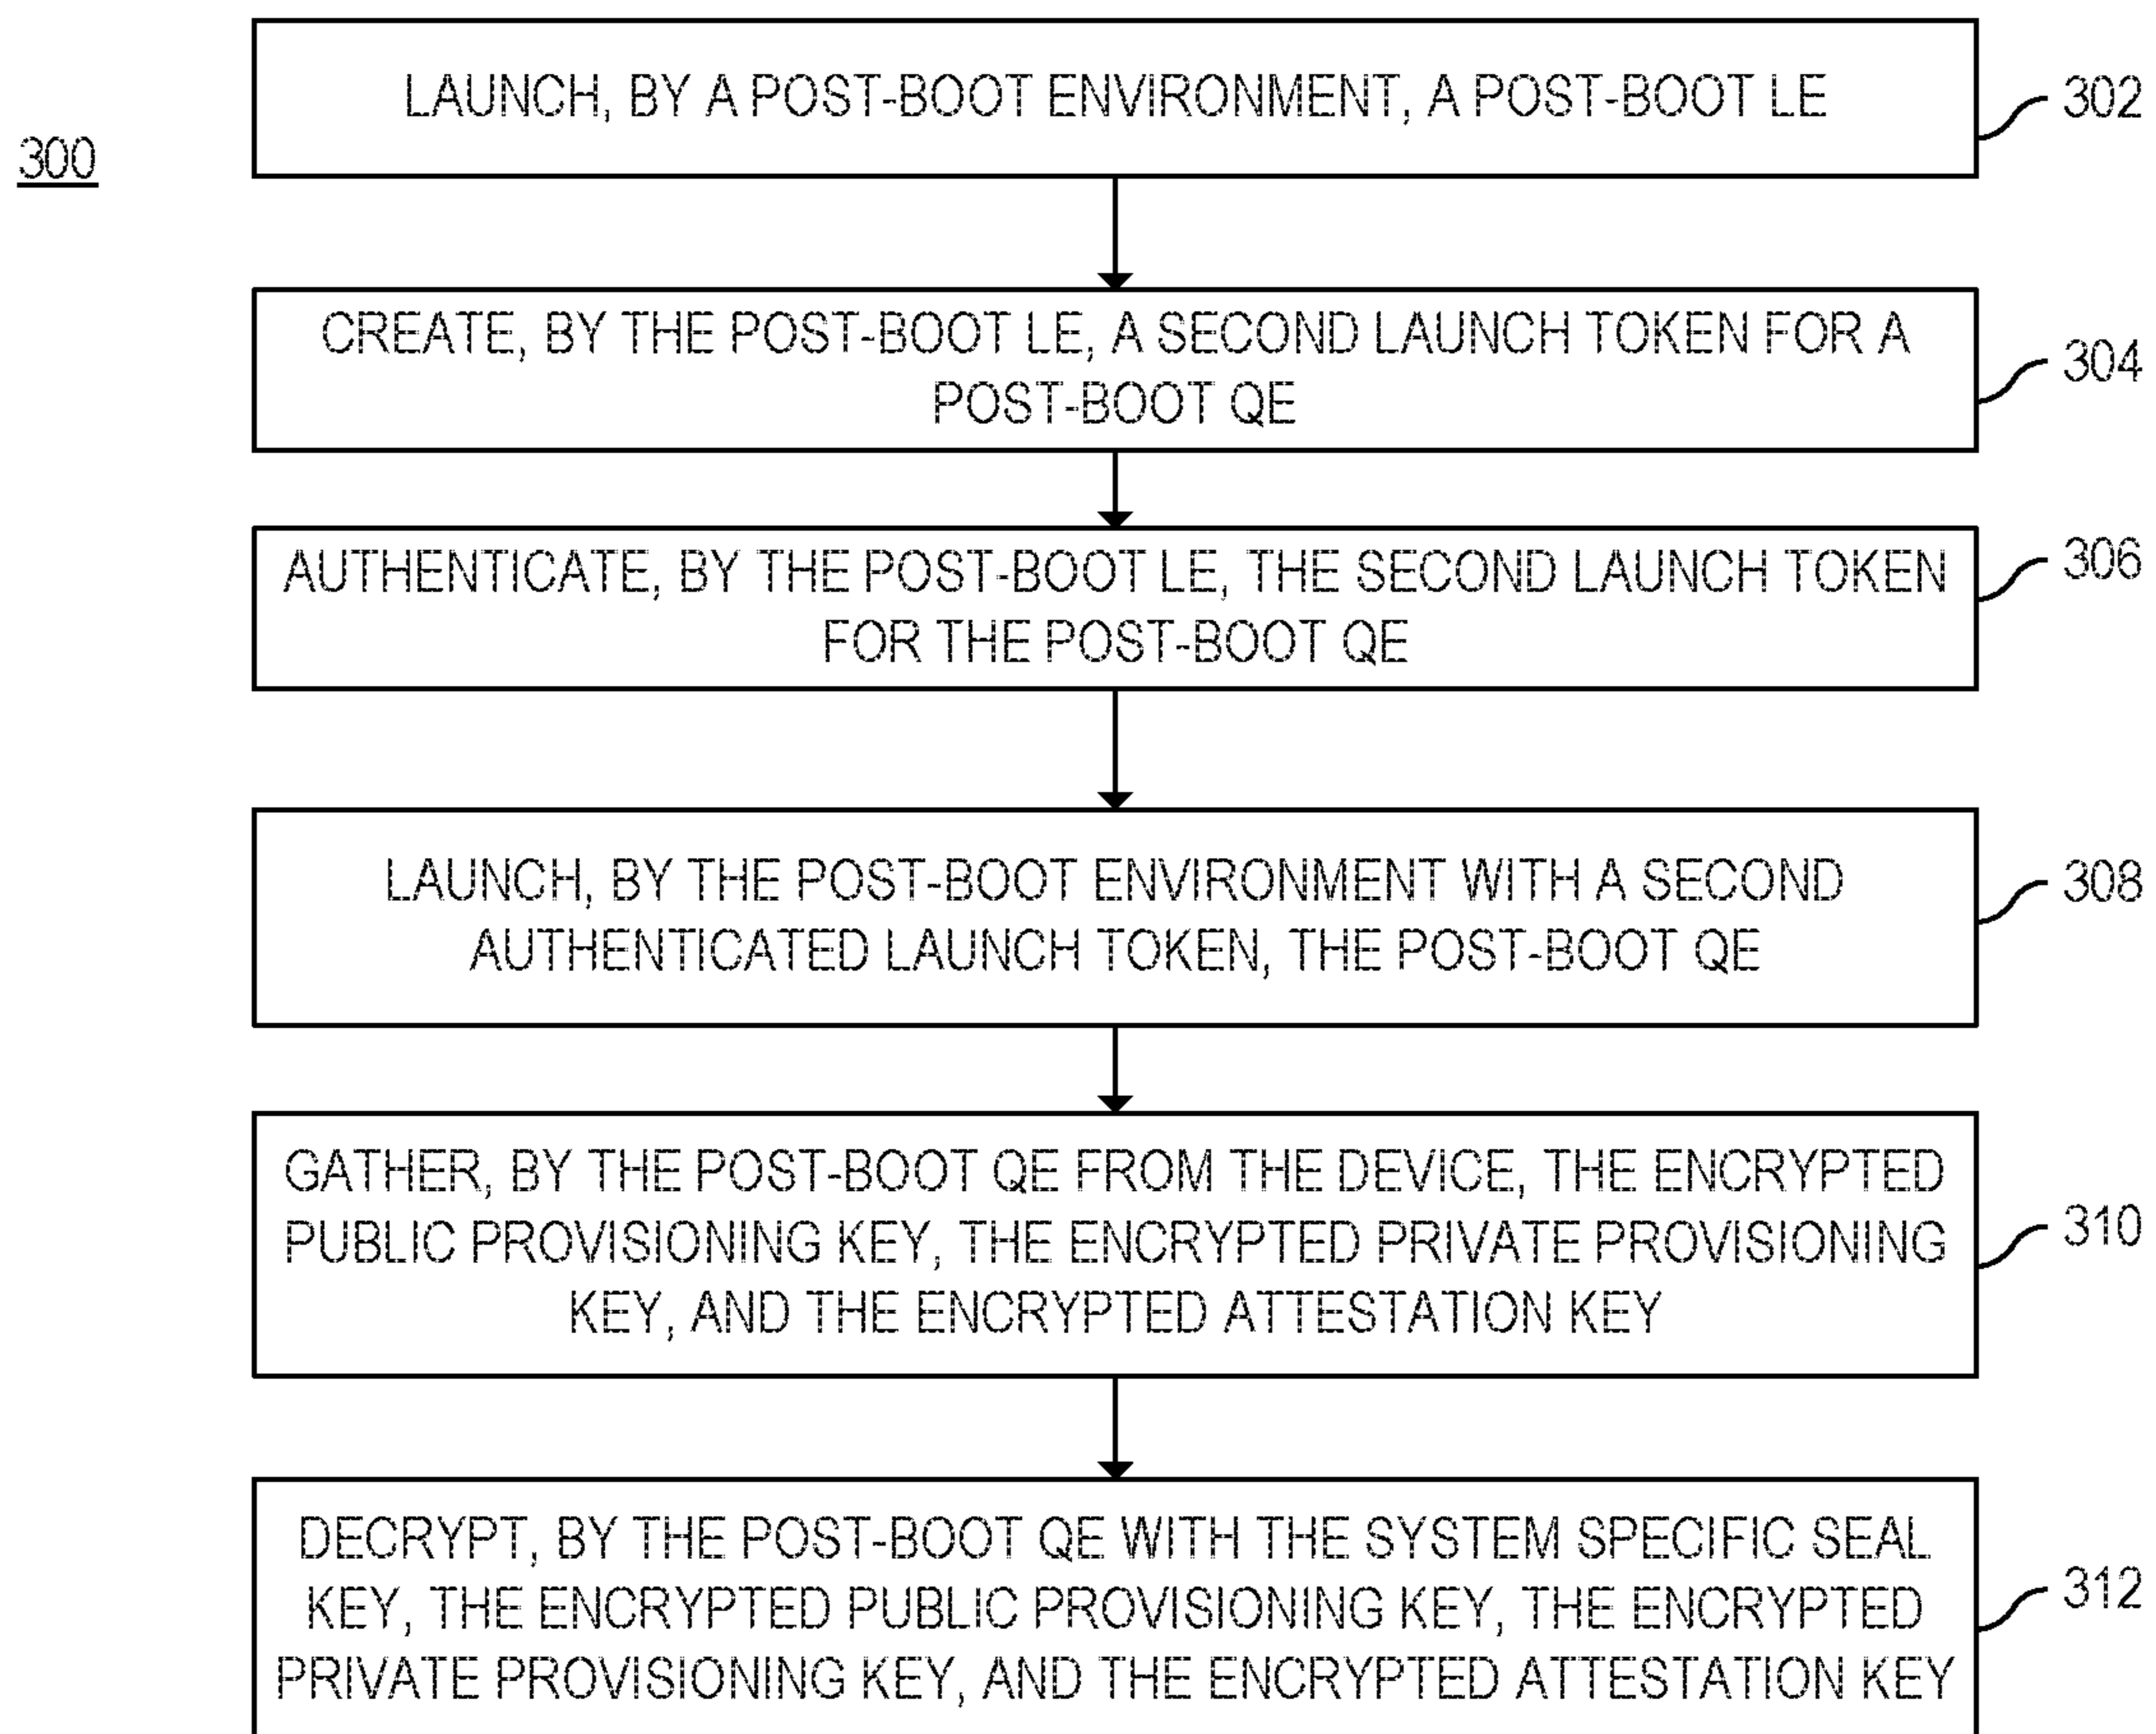 300
LAUNCH, BY A POST-BOOT ENVIRONMENT, A POST-BOOT LE
302
CREATE, BY THE POST-BOOT LE, A SECOND LAUNCH TOKEN FOR A
POST-BOOT QE
304
AUTHENTICATE, BY THE POST-BOOT LE, THE SECOND LAUNCH TOKEN
FOR THE POST-BOOT QE
306
LAUNCH, BY THE POST-BOOT ENVIRONMENT WITH A SECOND
AUTHENTICATED LAUNCH TOKEN, THE POST-BOOT QE
308
GATHER, BY THE POST-BOOT QE FROM THE DEVICE, THE ENCRYPTED
PUBLIC PROVISIONING KEY, THE ENCRYPTED PRIVATE PROVISIONING
KEY, AND THE ENCRYPTED ATTESTATION KEY
310
DECRYPT, BY THE POST-BOOT QE WITH THE SYSTEM SPECIFIC SEAL
KEY, THE ENCRYPTED PUBLIC PROVISIONING KEY, THE ENCRYPTED
PRIVATE PROVISIONING KEY, AND THE ENCRYPTED ATTESTATION KEY
312